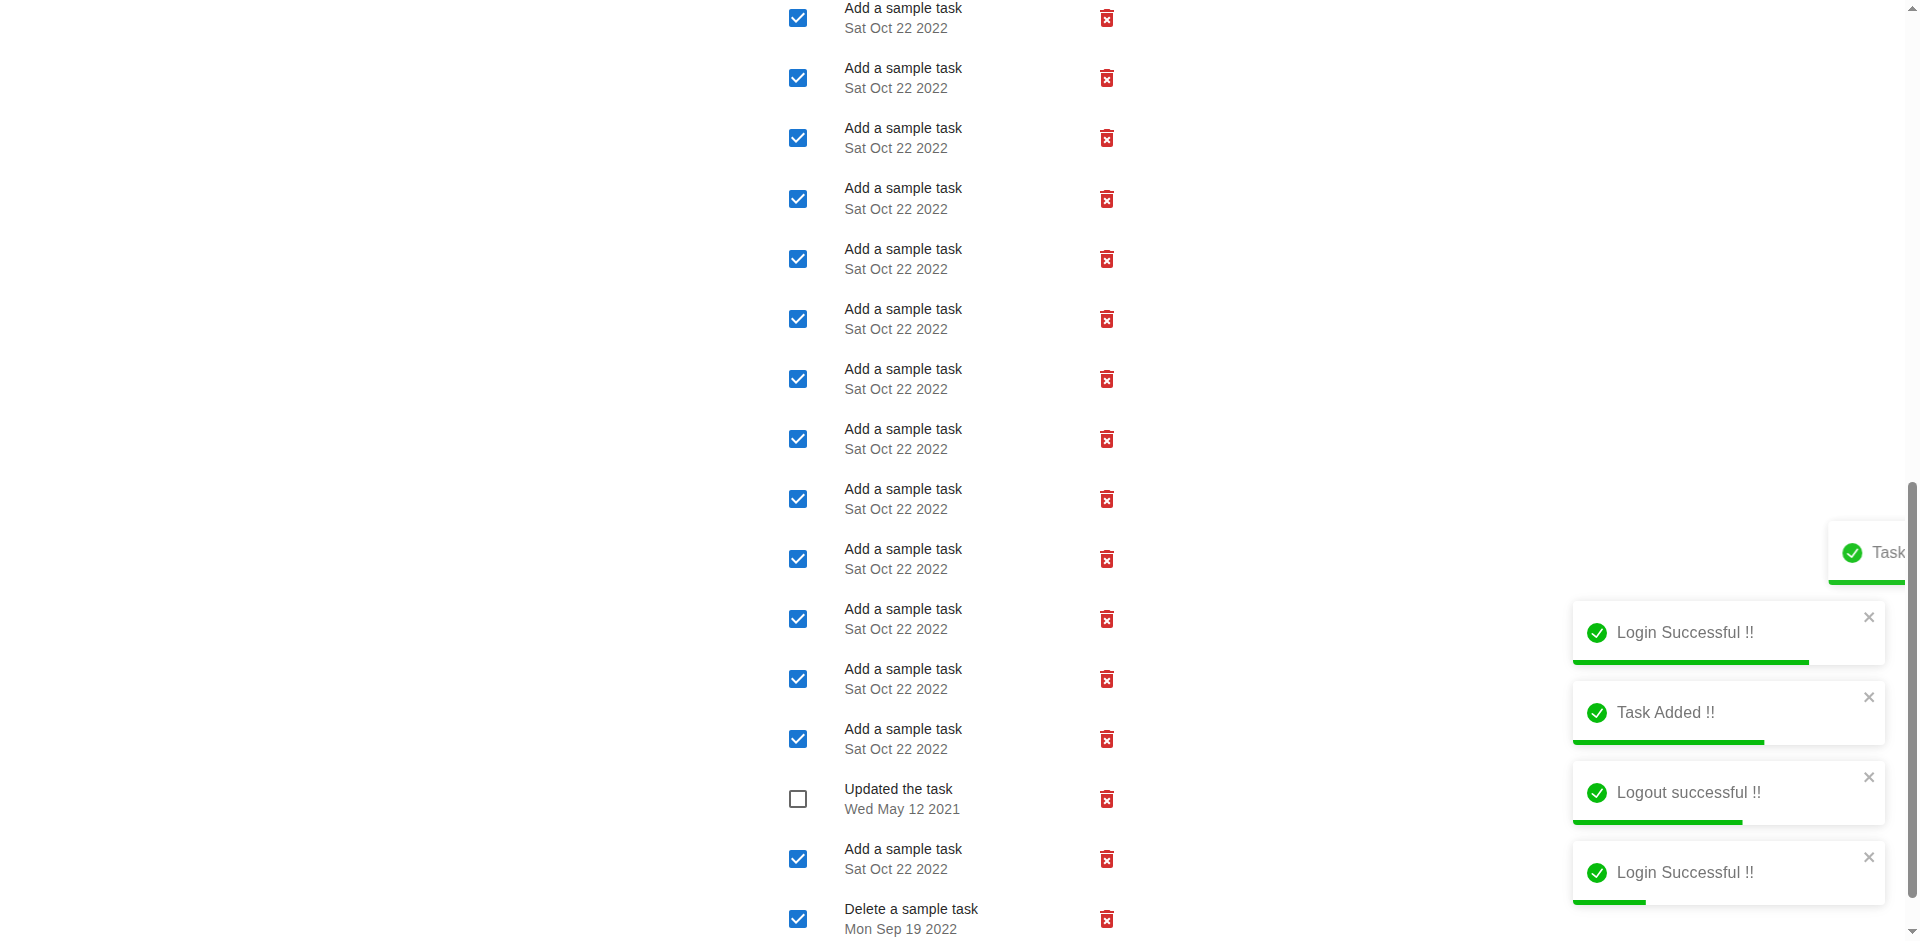 Add a sample task
Sat Oct 22 2022
Add a sample task
Sat Oct 22 2022
Add a sample task
Sat Oct 22 2022
Add a sample task
Sat Oct 22 2022
Add a sample task
Sat Oct 22 2022
Add a sample task
Sat Oct 22 2022
Add a sample task
Sat Oct 22 2022
Add a sample task
Sat Oct 22 2022
Add a sample task
Sat Oct 22 2022
Add a sample task
Sat Oct 22 2022
Add a sample task
Sat Oct 22 2022
Add a sample task
Sat Oct 22 2022
Add a sample task
Sat Oct 22 2022
Updated the task
Wed May 12 2021
Add a sample task
Sat Oct 22 2022
Delete a sample task
Mon Sep 19 2022
Task
Login Successful !!
Task Added !!
Logout successful !!
Login Successful !!